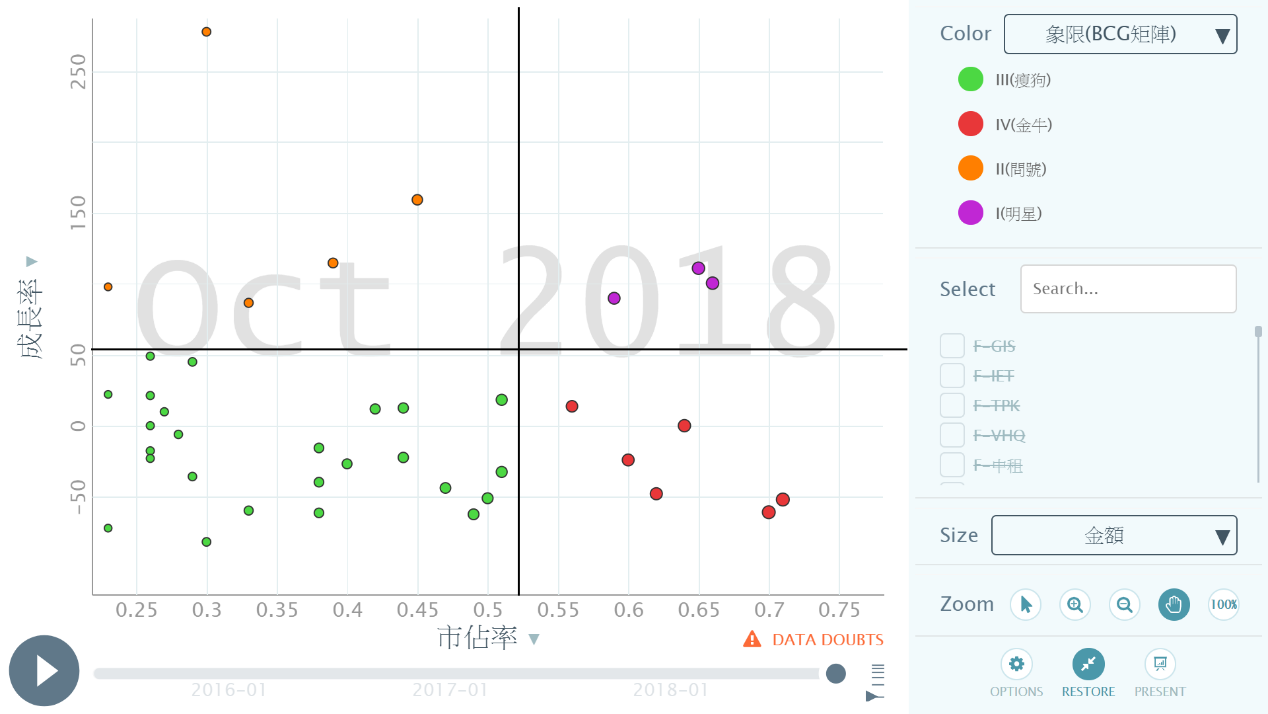 Color
象限(BCG矩陣)
III(瘦狗)
IV(金牛)
II(問號)
I(明星)
Select
Search...
F-GIS
F-IET
F-TPK
F-VHQ
F-中租
Size
金額
Zoom
100%
OPTIONS
RESTORE
PRESENT
Oct 2018
成長率
250
150
50
0
-50
0.25
0.3
0.35
0.4
0.45
0.5
0.55
0.6
0.65
0.7
0.75
市佔率
DATA DOUBTS
2016-01
2017-01
2018-01